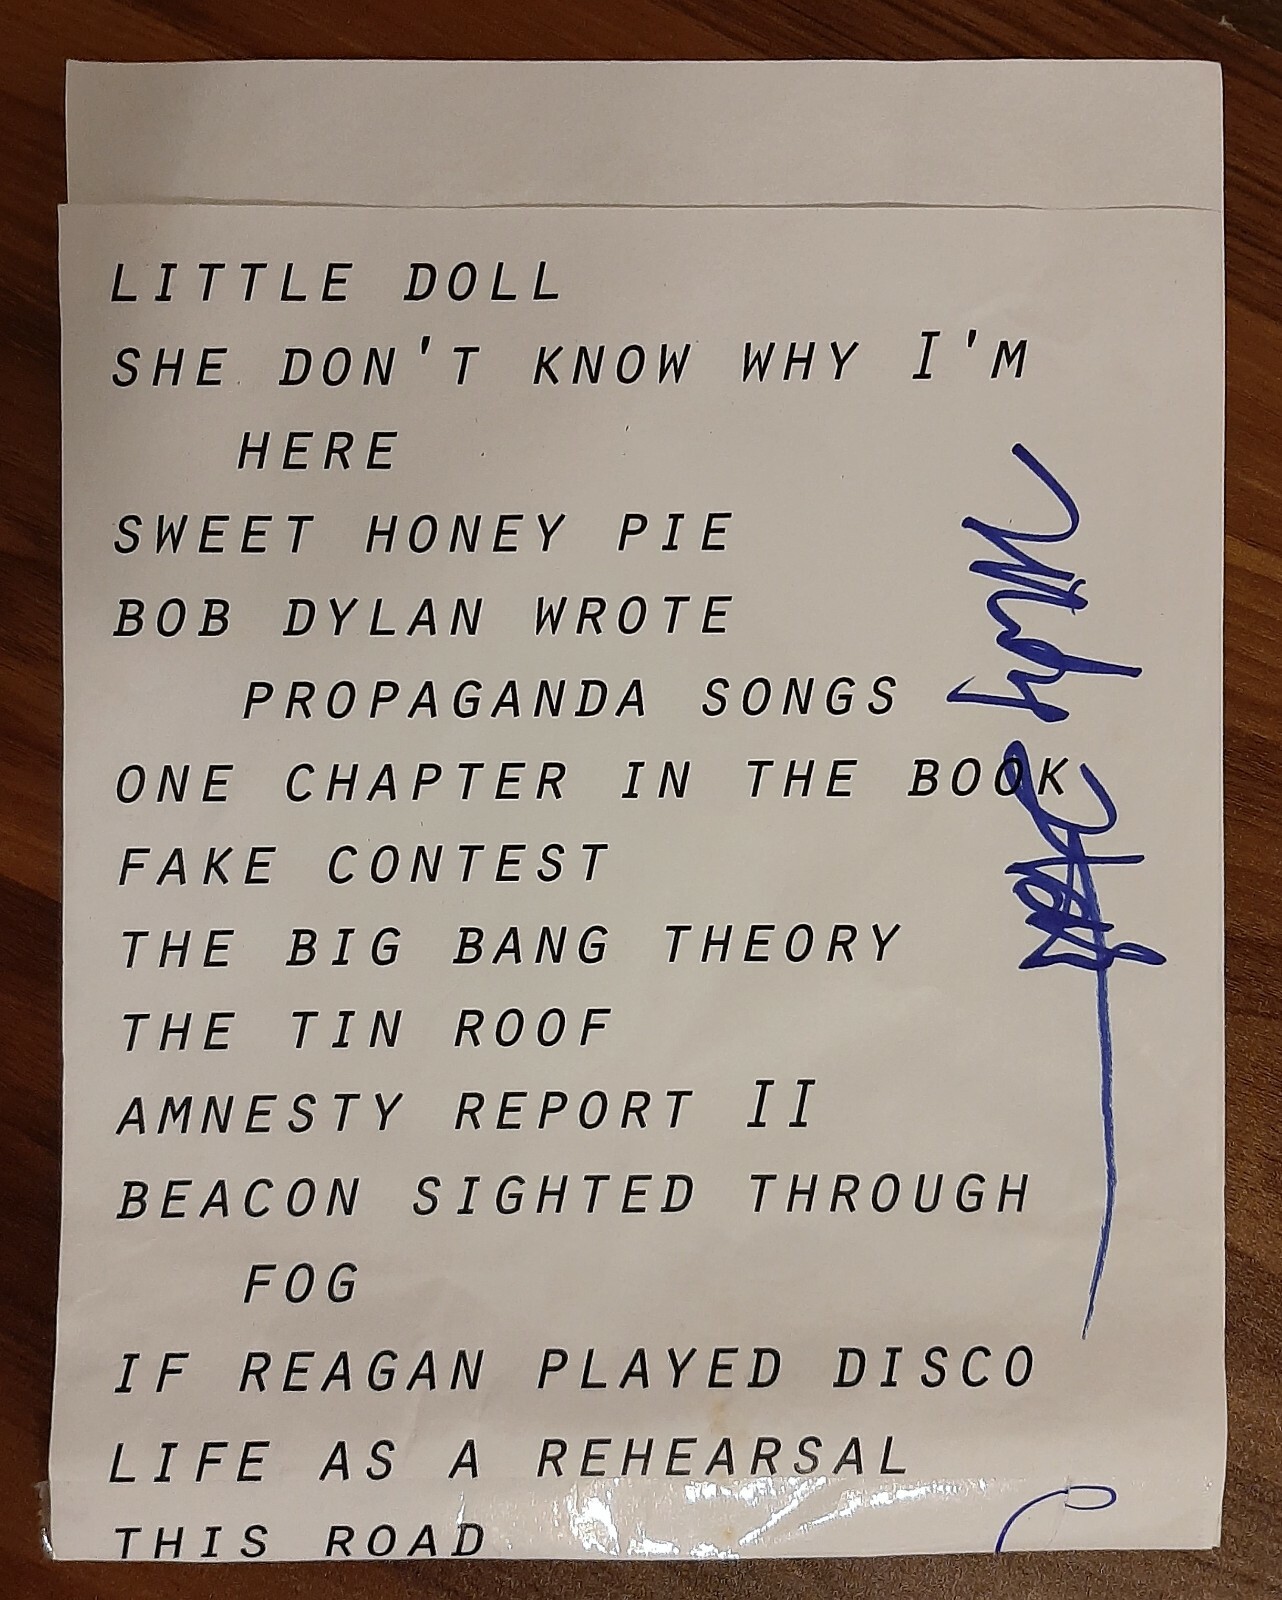 LITTLE DOLL
SHE DON'T KNOW WHY I'M
HERE
SWEET HONEY PIE
BOB DYLAN WROTE
PROPAGANDA SONGS
ONE CHAPTER IN THE BOOK
FAKE CONTEST
THE BIG BANG THEORY
THE TIN ROOF
AMNESTY REPORT II
BEACON SIGHTED THROUGH
FOG
IF REAGAN PLAYED DISCO
LIFE AS A REHEARSAL
THIS ROAD